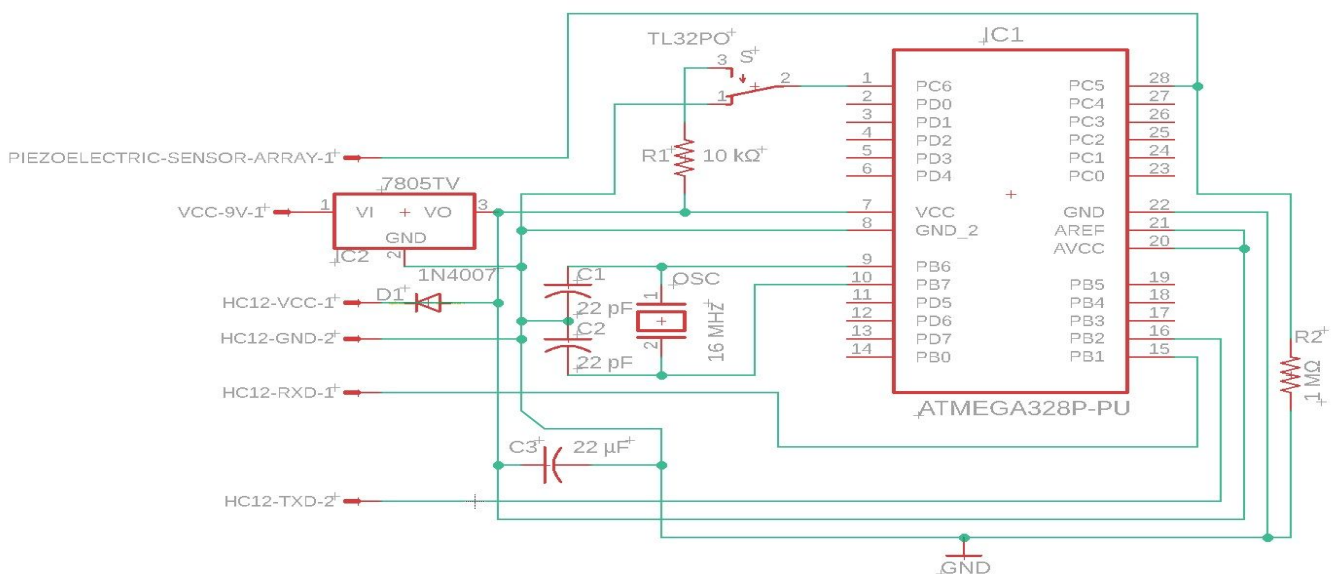 TL32PO
S
3
2
1
IC1
1 PC6
2 PD0
3 PD1
4 PD2
5 PD3
6 PD4
7 VCC
8 GND_2
9 PB6
10 PB7
11 PD5
12 PD6
13 PD7
14 PB0
PC5 28
PC4 27
PC3 26
PC2 25
PC1 24
PC0 23
GND 22
AREF 21
AVCC 20
PB5 19
PB4 18
PB3 17
PB2 16
PB1 15
ATMEGA328P-PU
PIEZOELECTRIC-SENSOR-ARRAY-1
R1 10 kΩ
7805TV
VCC-9V-1
1 VI VO 3
GND
2
IC2
1N4007
D1
HC12-VCC-1
HC12-GND-2
HC12-RXD-1
HC12-TXD-2
C1
22 pF
C2
22 pF
OSC
1
2
16 MHz
C3 22 µF
R2
1 MΩ
GND